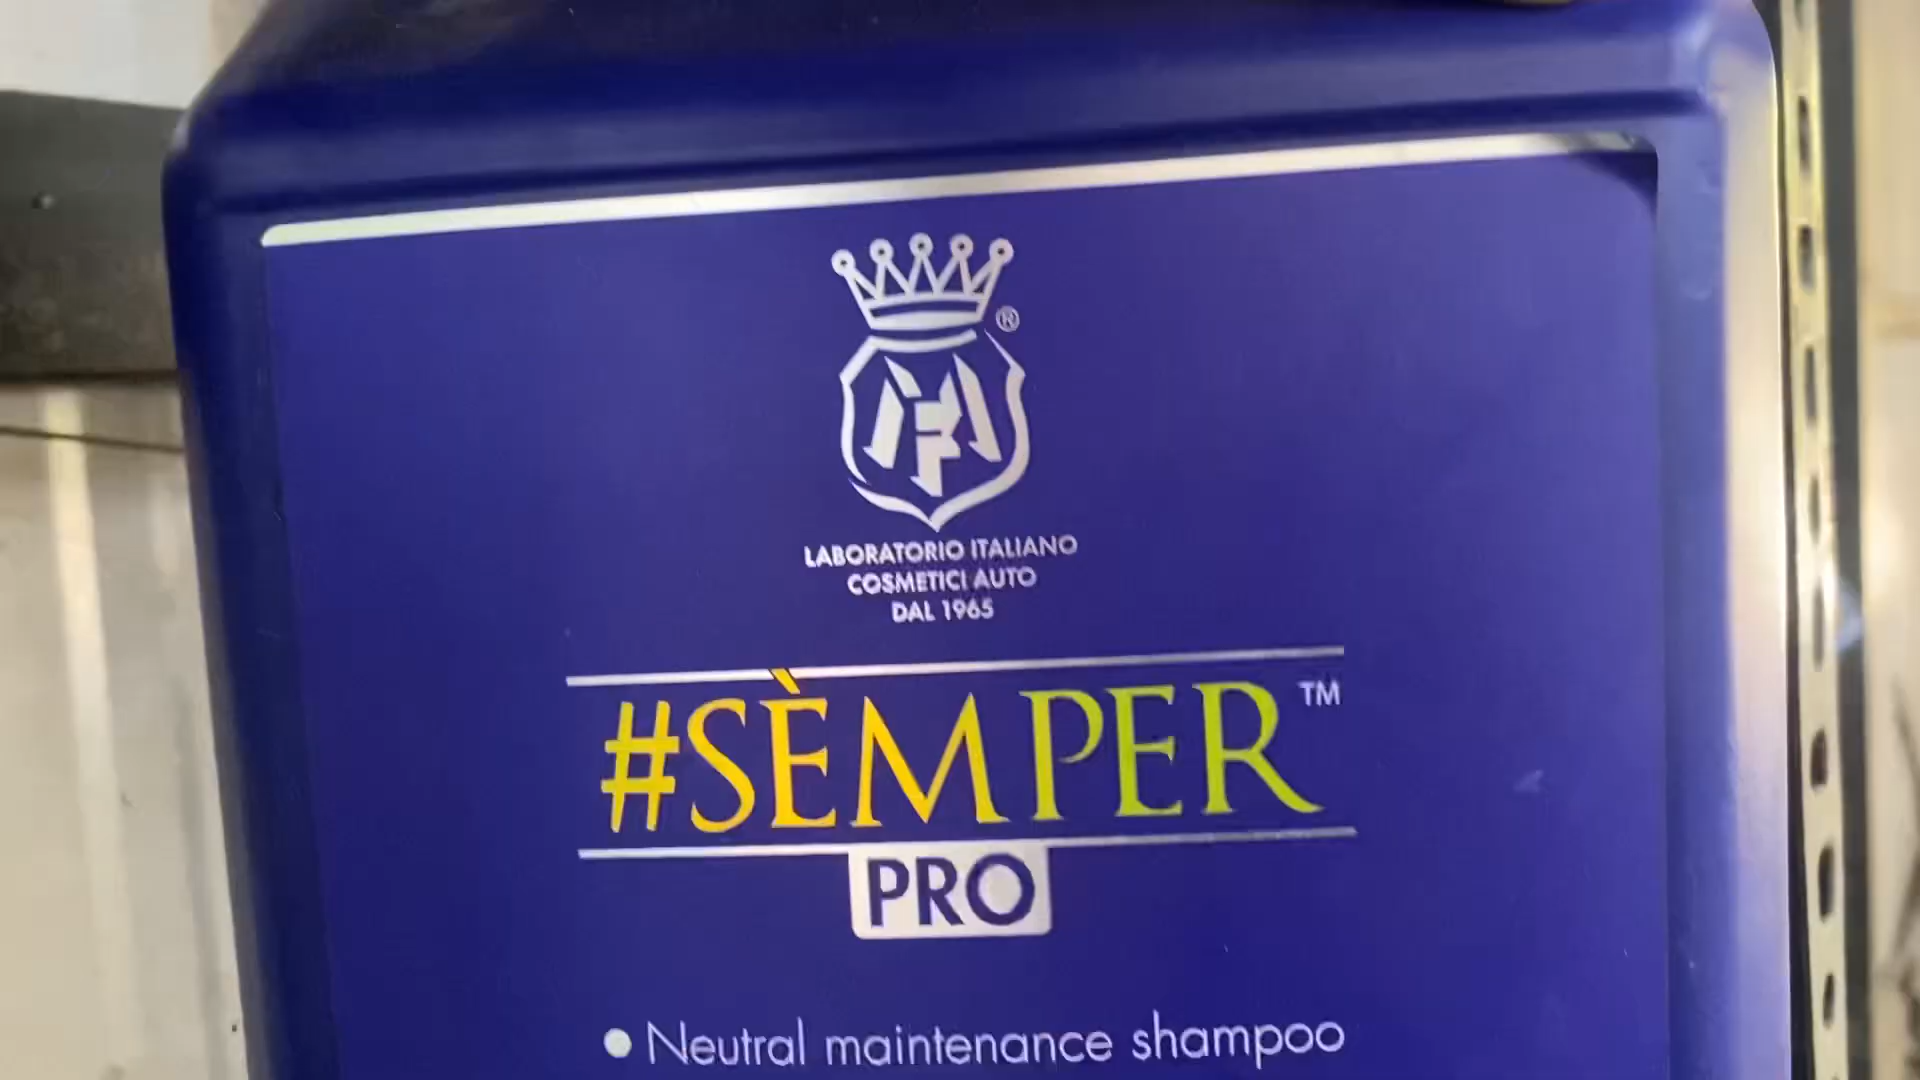 ®
LABORATORIO ITALIANO
COSMETICI AUTO
DAL 1965
#SÈMPER™
PRO
• Neutral maintenance shampoo